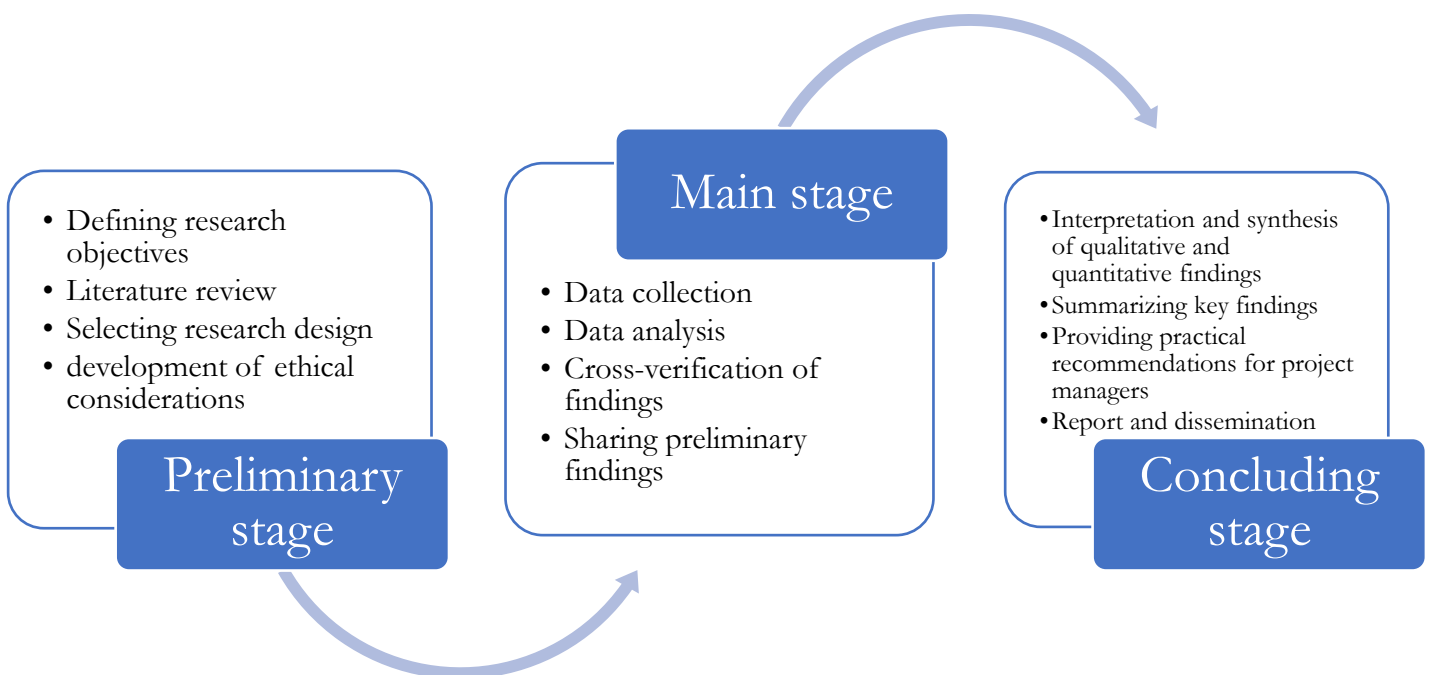 • Defining research
objectives
• Literature review
• Selecting research design
• development of ethical
considerations
Preliminary
stage
Main stage
• Data collection
• Data analysis
• Cross-verification of
findings
• Sharing preliminary
findings
•Interpretation and synthesis
of qualitative and
quantitative findings
•Summarizing key findings
•Providing practical
recommendations for project
managers
•Report and dissemination
Concluding
stage